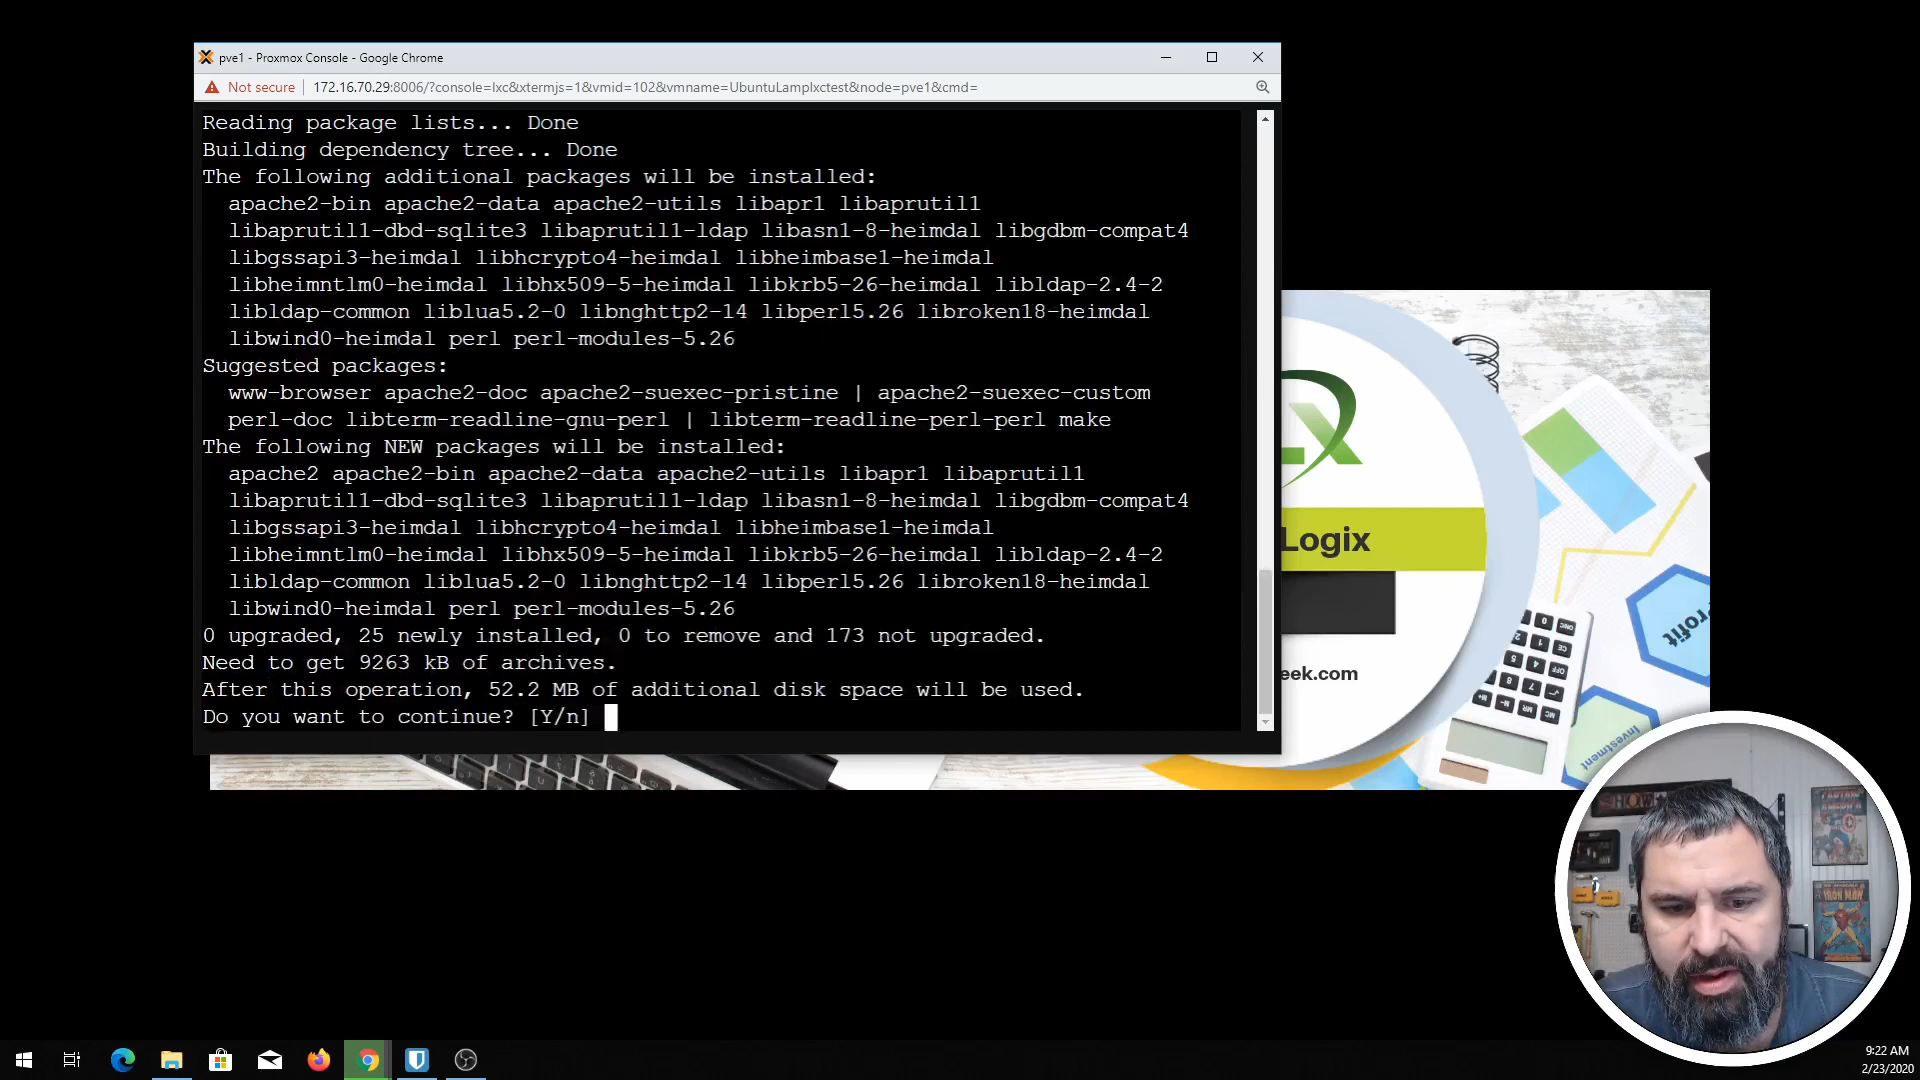 pve1 - Proxmox Console - Google Chrome
Not secure | 172.16.70.29:8006/?console=lxc&xtermjs=1&vmid=102&vmname=UbuntuLamplxctest&node=pve1&cmd=
Reading package lists... Done
Building dependency tree... Done
The following additional packages will be installed:
apache2-bin apache2-data apache2-utils libapr1 libaprutil1
libaprutil1-dbd-sqlite3 libaprutil1-ldap libasn1-8-heimdal libgdbm-compat4
libgssapi3-heimdal libhcrypto4-heimdal libheimbase1-heimdal
libheimntlm0-heimdal libhx509-5-heimdal libkrb5-26-heimdal libldap-2.4-2
libldap-common liblua5.2-0 libnghttp2-14 libperl5.26 libroken18-heimdal
libwind0-heimdal perl perl-modules-5.26
Suggested packages:
www-browser apache2-doc apache2-suexec-pristine | apache2-suexec-custom
perl-doc libterm-readline-gnu-perl | libterm-readline-perl-perl make
The following NEW packages will be installed:
apache2 apache2-bin apache2-data apache2-utils libapr1 libaprutil1
libaprutil1-dbd-sqlite3 libaprutil1-ldap libasn1-8-heimdal libgdbm-compat4
libgssapi3-heimdal libhcrypto4-heimdal libheimbase1-heimdal
libheimntlm0-heimdal libhx509-5-heimdal libkrb5-26-heimdal libldap-2.4-2
libldap-common liblua5.2-0 libnghttp2-14 libperl5.26 libroken18-heimdal
libwind0-heimdal perl perl-modules-5.26
0 upgraded, 25 newly installed, 0 to remove and 173 not upgraded.
Need to get 9263 kB of archives.
After this operation, 52.2 MB of additional disk space will be used.
Do you want to continue? [Y/n]
Logix
eek.com
Profit
Investment
CAPTAIN AMERICA
IRON MAN
9:22 AM
2/23/2020